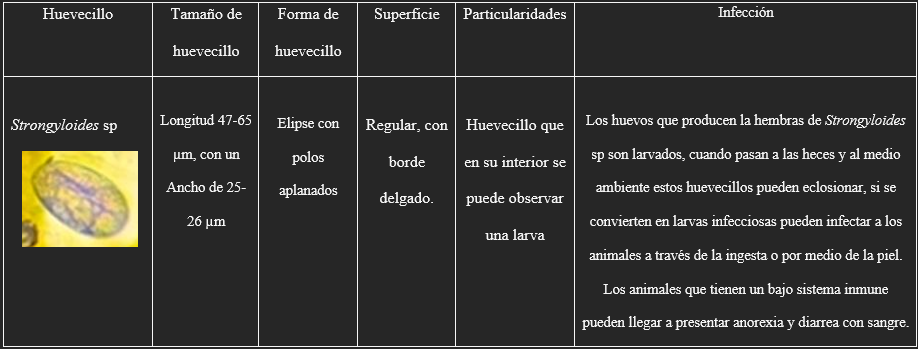 Huevecillo
Tamaño de
huevecillo
Forma de
huevecillo
Superficie
Particularidades
Infección
Strongyloides sp
Longitud 47-65
µm, con un
Ancho de 25-
26 µm
Elipse con
polos
aplanados
Regular, con
borde
delgado.
Huevecillo que
en su interior se
puede observar
una larva
Los huevos que producen la hembras de Strongyloides
sp son larvados, cuando pasan a las heces y al medio
ambiente estos huevecillos pueden eclosionar, si se
convierten en larvas infecciosas pueden infectar a los
animales a través de la ingesta o por medio de la piel.
Los animales que tienen un bajo sistema inmune
pueden llegar a presentar anorexia y diarrea con sangre.